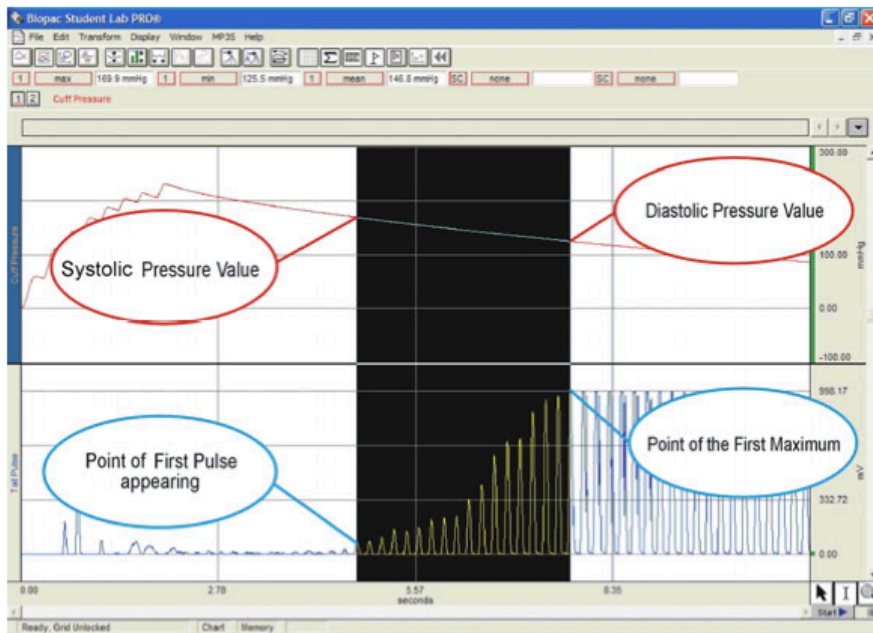 Biopac Student Lab PRO®
File Edit Transform Display Window MP35 Help
1 max 169.9 mmHg 1 min 125.5 mmHg 1 mean 146.8 mmHg SC none SC none
1 2 Cuff Pressure
300.00
Diastolic Pressure Value
Systolic Pressure Value
Cuff Pressure
100.00
mmHg
0.00
-100.00
998.17
Point of the First Maximum
Point of First Pulse
appearing
Tail Pulse
mV
332.72
0.00
0.00 2.78 5.57 8.35
seconds
Start
Ready, Grid Unlocked Chart Memory